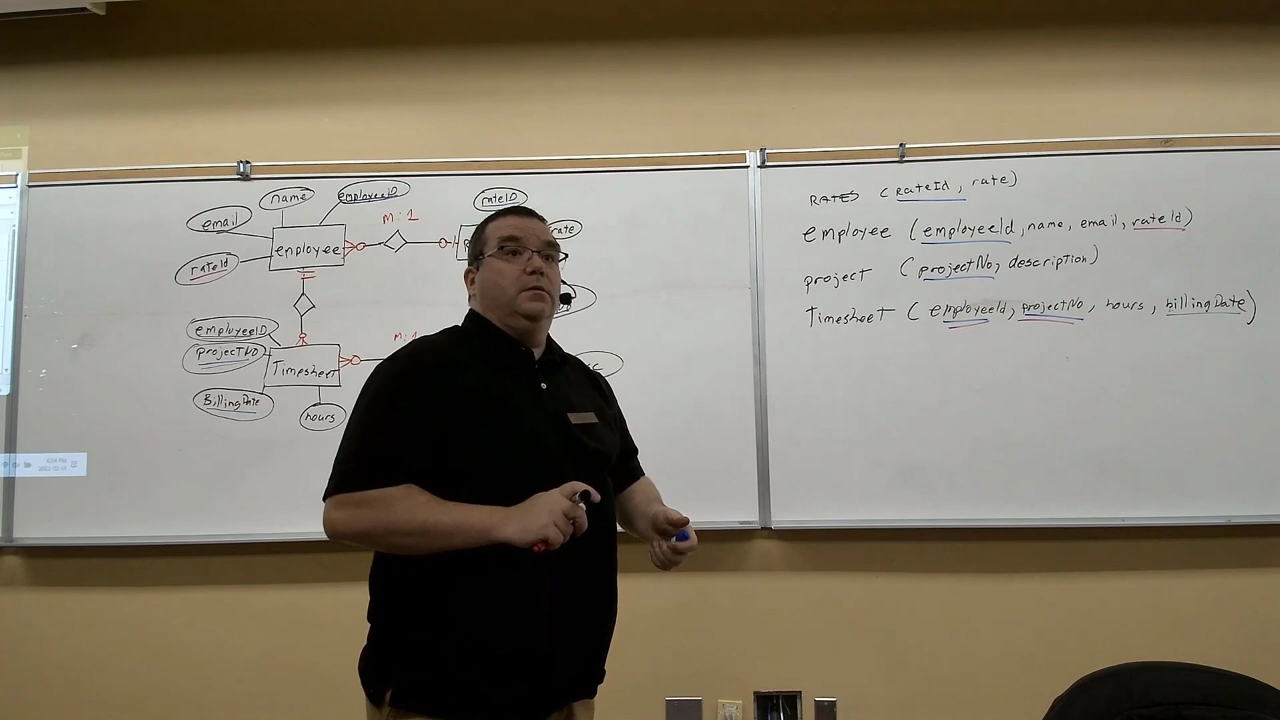 name
employeeID
rateID
email
M:1
rate
employee
rateId
employeeID
projectNO
Timesheet
BillingDate
hours
RATES (rateId, rate)
employee (employeeId, name, email, rateId)
project (projectNo, description)
Timesheet (employeeId, projectNo, hours, billingDate)